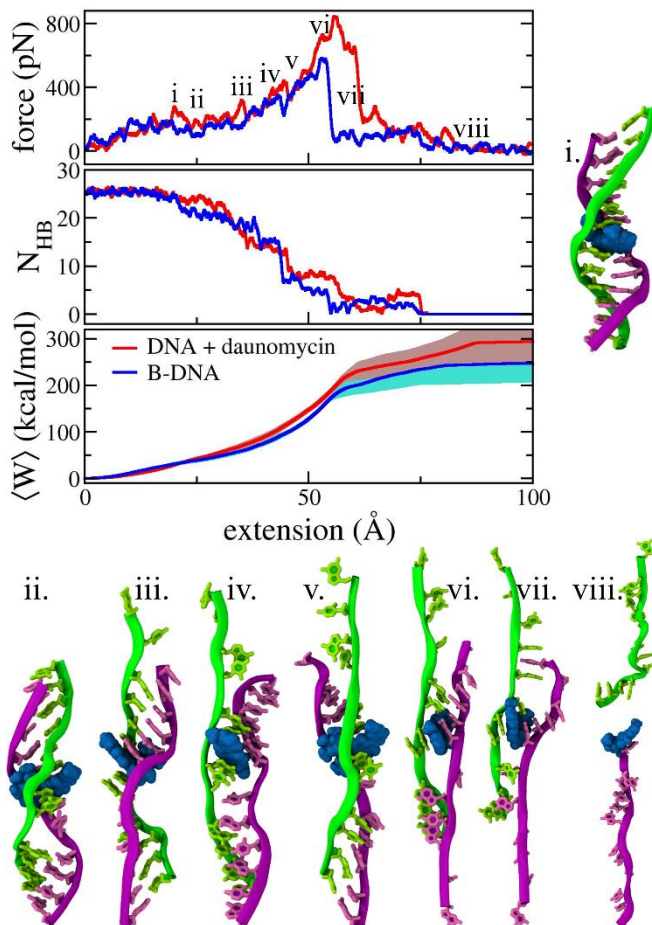 800
vi
force (pN)
iv
v
400
i
iii
ii
vii
viii
0
i.
30
N_HB
20
10
0
300
DNA + daunomycin
⟨W⟩ (kcal/mol)
200
B-DNA
100
0
0
50
100
extension (Å)
ii.
iii.
iv.
v.
vi.
vii.
viii.